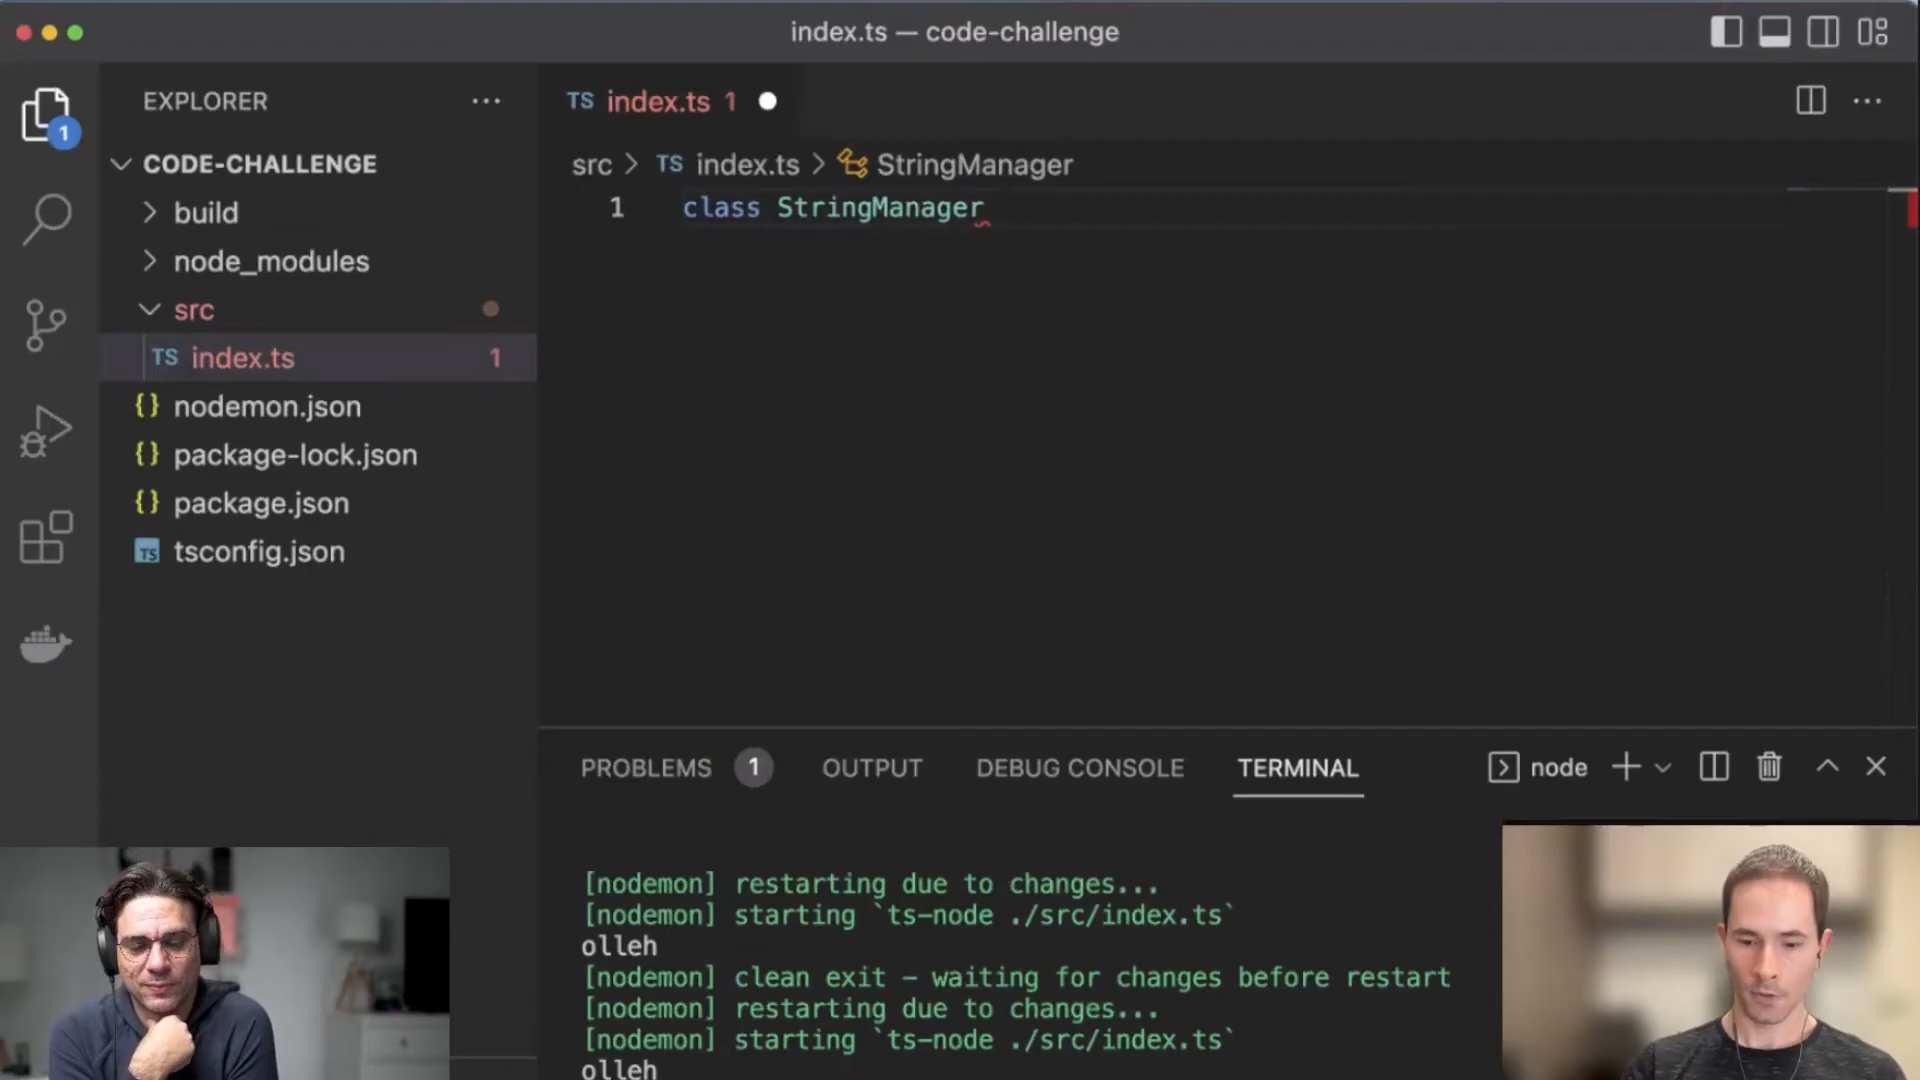 index.ts — code-challenge
EXPLORER
CODE-CHALLENGE
build
node_modules
src
TS index.ts 1
{} nodemon.json
{} package-lock.json
{} package.json
TS tsconfig.json
1
TS index.ts 1
src > TS index.ts > StringManager
1 class StringManager
PROBLEMS 1 OUTPUT DEBUG CONSOLE TERMINAL node
[nodemon] restarting due to changes...
[nodemon] starting `ts-node ./src/index.ts`
olleh
[nodemon] clean exit - waiting for changes before restart
[nodemon] restarting due to changes...
[nodemon] starting `ts-node ./src/index.ts`
olleh